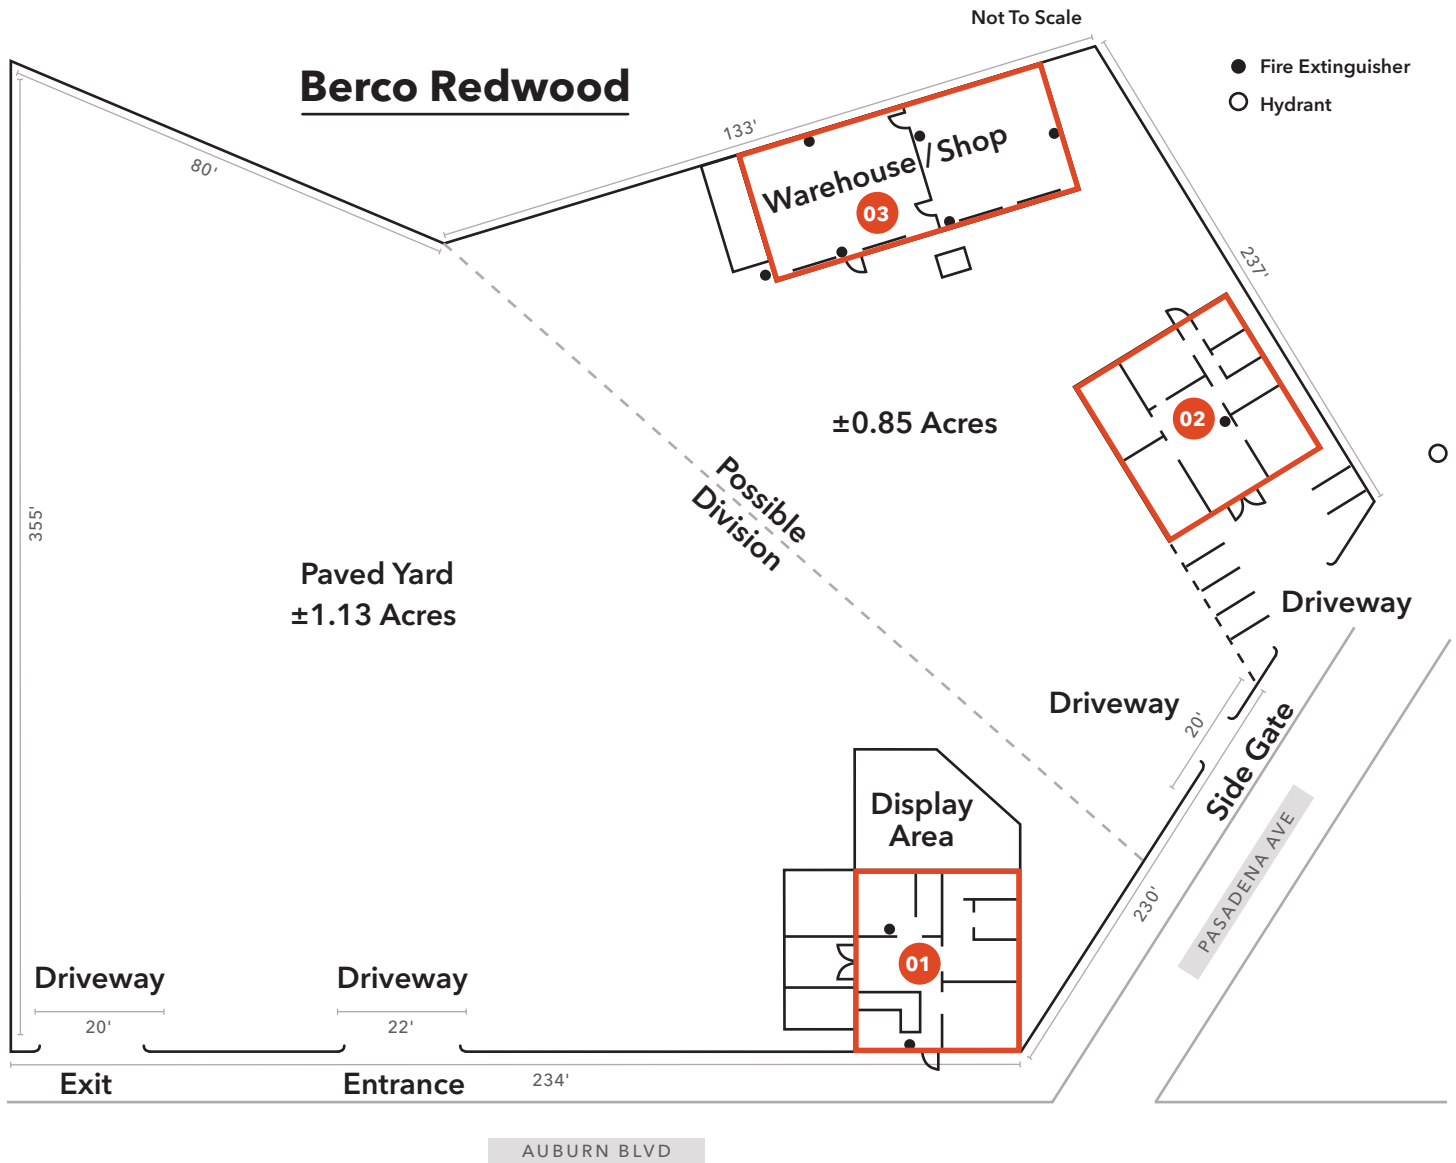 Not To Scale
Berco Redwood
Fire Extinguisher
Hydrant
133'
80'
Warehouse / Shop
03
237'
02
±0.85 Acres
Possible
Division
355'
Paved Yard
±1.13 Acres
Driveway
Driveway
20'
Side Gate
Display
Area
PASADENA AVE
230'
01
Driveway
Driveway
20'
22'
Exit
Entrance
234'
AUBURN BLVD